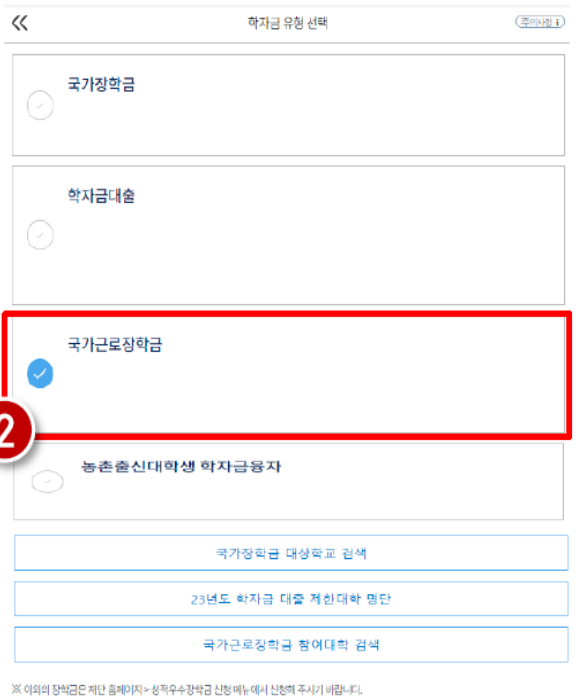 학자금 유형 선택
주의사항 i
국가장학금
학자금대출
국가근로장학금
2
농촌출신대학생 학자금융자
국가장학금 대상학교 검색
23년도 학자금 대출 제한대학 명단
국가근로장학금 참여대학 검색
※ 이외의 장학금은 재단 홈페이지 > 성적우수장학금 신청 메뉴에서 신청해 주시기 바랍니다.